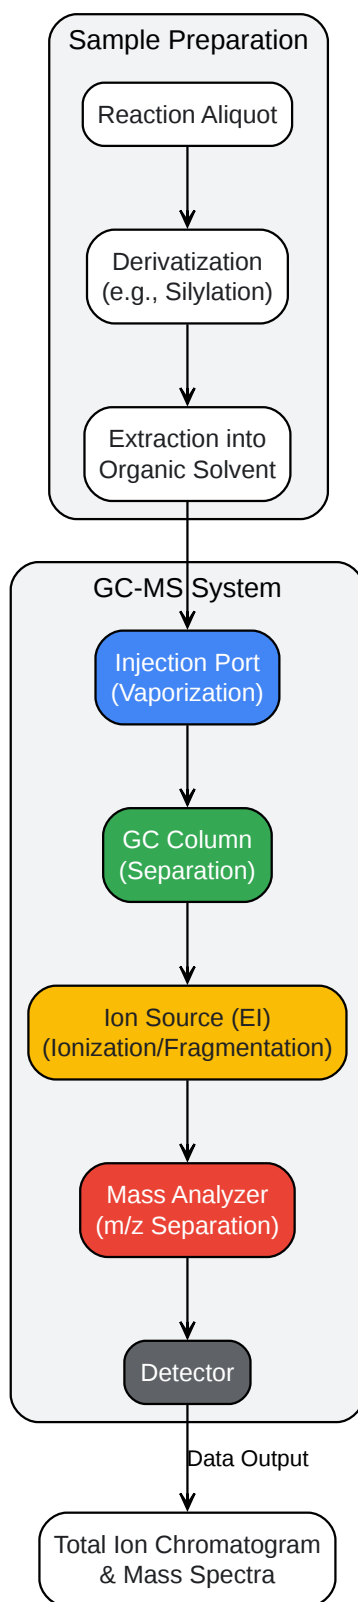 Sample Preparation
Reaction Aliquot
Derivatization
(e.g., Silylation)
Extraction into
Organic Solvent
GC-MS System
Injection Port
(Vaporization)
GC Column
(Separation)
Ion Source (EI)
(Ionization/Fragmentation)
Mass Analyzer
(m/z Separation)
Detector
Data Output
Total Ion Chromatogram
& Mass Spectra